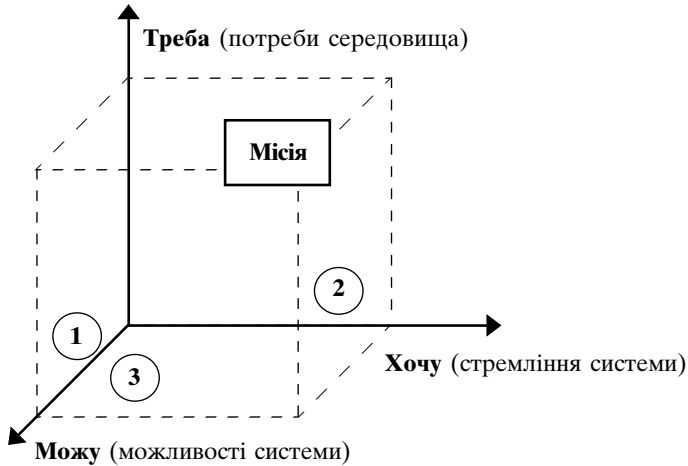 Треба (потреби середовища)
Місія
2
1
3
Хочу (стремління системи)
Можу (можливості системи)